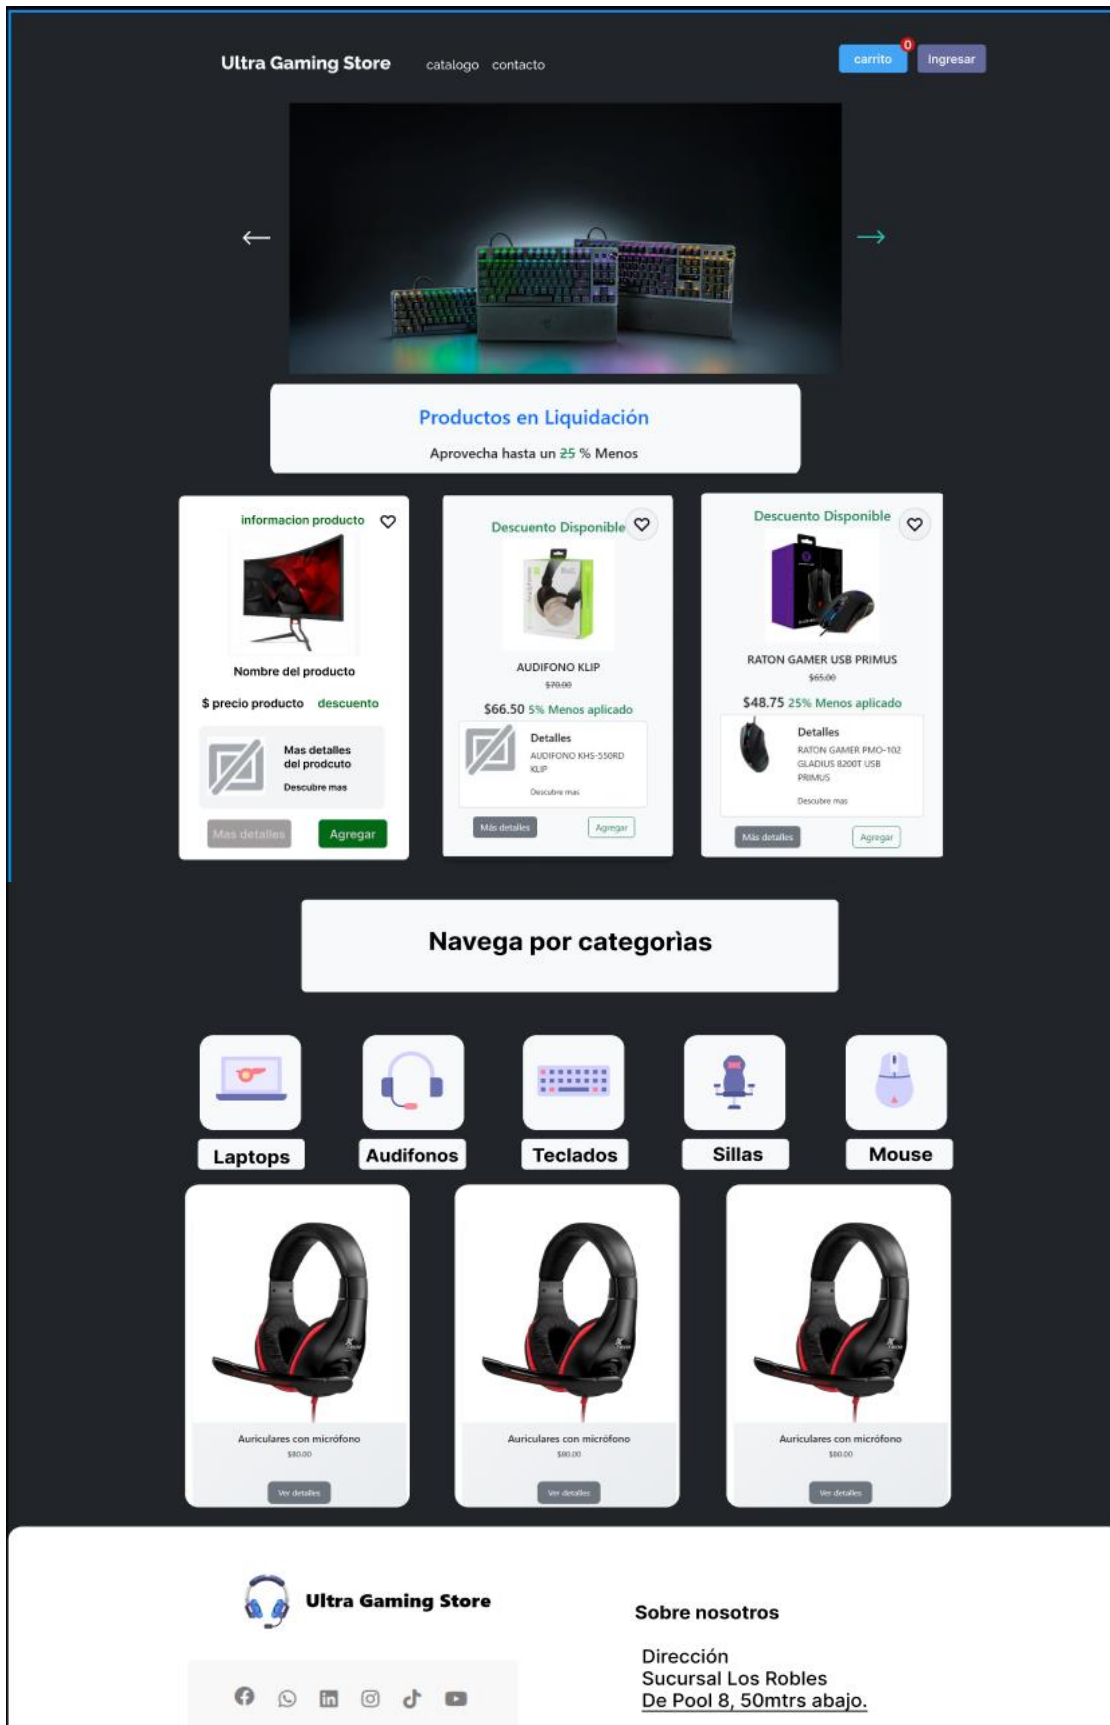 Ultra Gaming Store
catalogo contacto
carrito
0
Ingresar
Productos en Liquidación
Aprovecha hasta un 25 % Menos
informacion producto
Nombre del producto
$ precio producto descuento
Mas detalles
del prodcuto
Descubre mas
Mas detalles
Agregar
Descuento Disponible
AUDIFONO KLIP
$70.00
$66.50 5% Menos aplicado
Detalles
AUDIFONO KHS-550RD
KLIP
Descubre mas
Más detalles
Agregar
Descuento Disponible
RATON GAMER USB PRIMUS
$65.00
$48.75 25% Menos aplicado
Detalles
RATON GAMER PMO-102
GLADIUS 8200T USB
PRIMUS
Descubre mas
Más detalles
Agregar
Navega por categorìas
Laptops
Audifonos
Teclados
Sillas
Mouse
Auriculares con micrófono
$80.00
Ver detalles
Auriculares con micrófono
$80.00
Ver detalles
Auriculares con micrófono
$80.00
Ver detalles
Ultra Gaming Store
Sobre nosotros
Dirección
Sucursal Los Robles
De Pool 8, 50mtrs abajo.